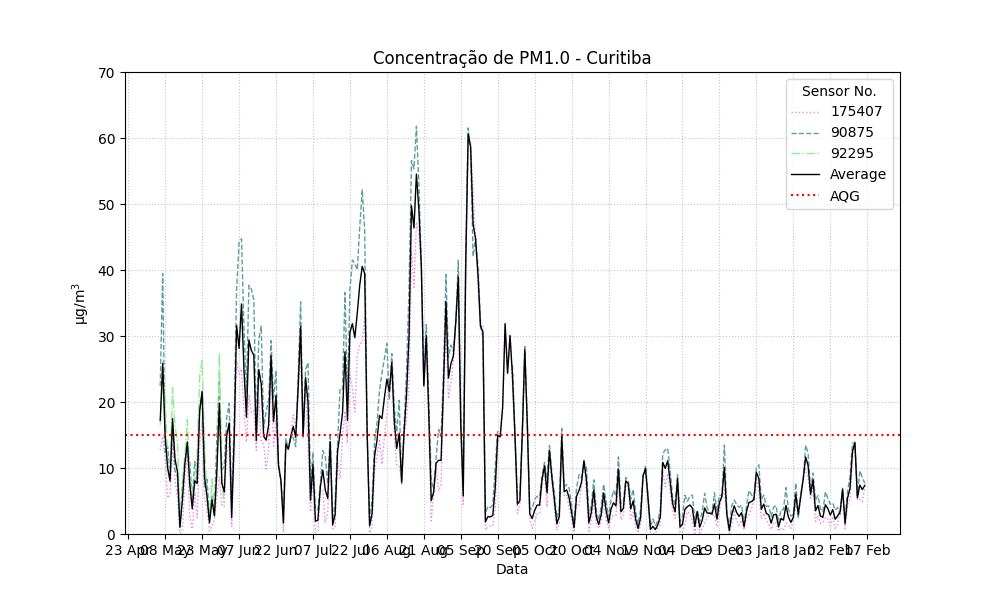 Concentração de PM1.0 - Curitiba
Sensor No.
175407
90875
92295
Average
AQG
70
60
50
40
30
20
10
0
µg/m³
23 Apr 08 May 23 May 07 Jun 22 Jun 07 Jul 22 Jul 06 Aug 21 Aug 05 Sep 20 Sep 05 Oct 20 Oct 04 Nov 19 Nov 04 Dec 19 Dec 03 Jan 18 Jan 02 Feb 17 Feb
Data